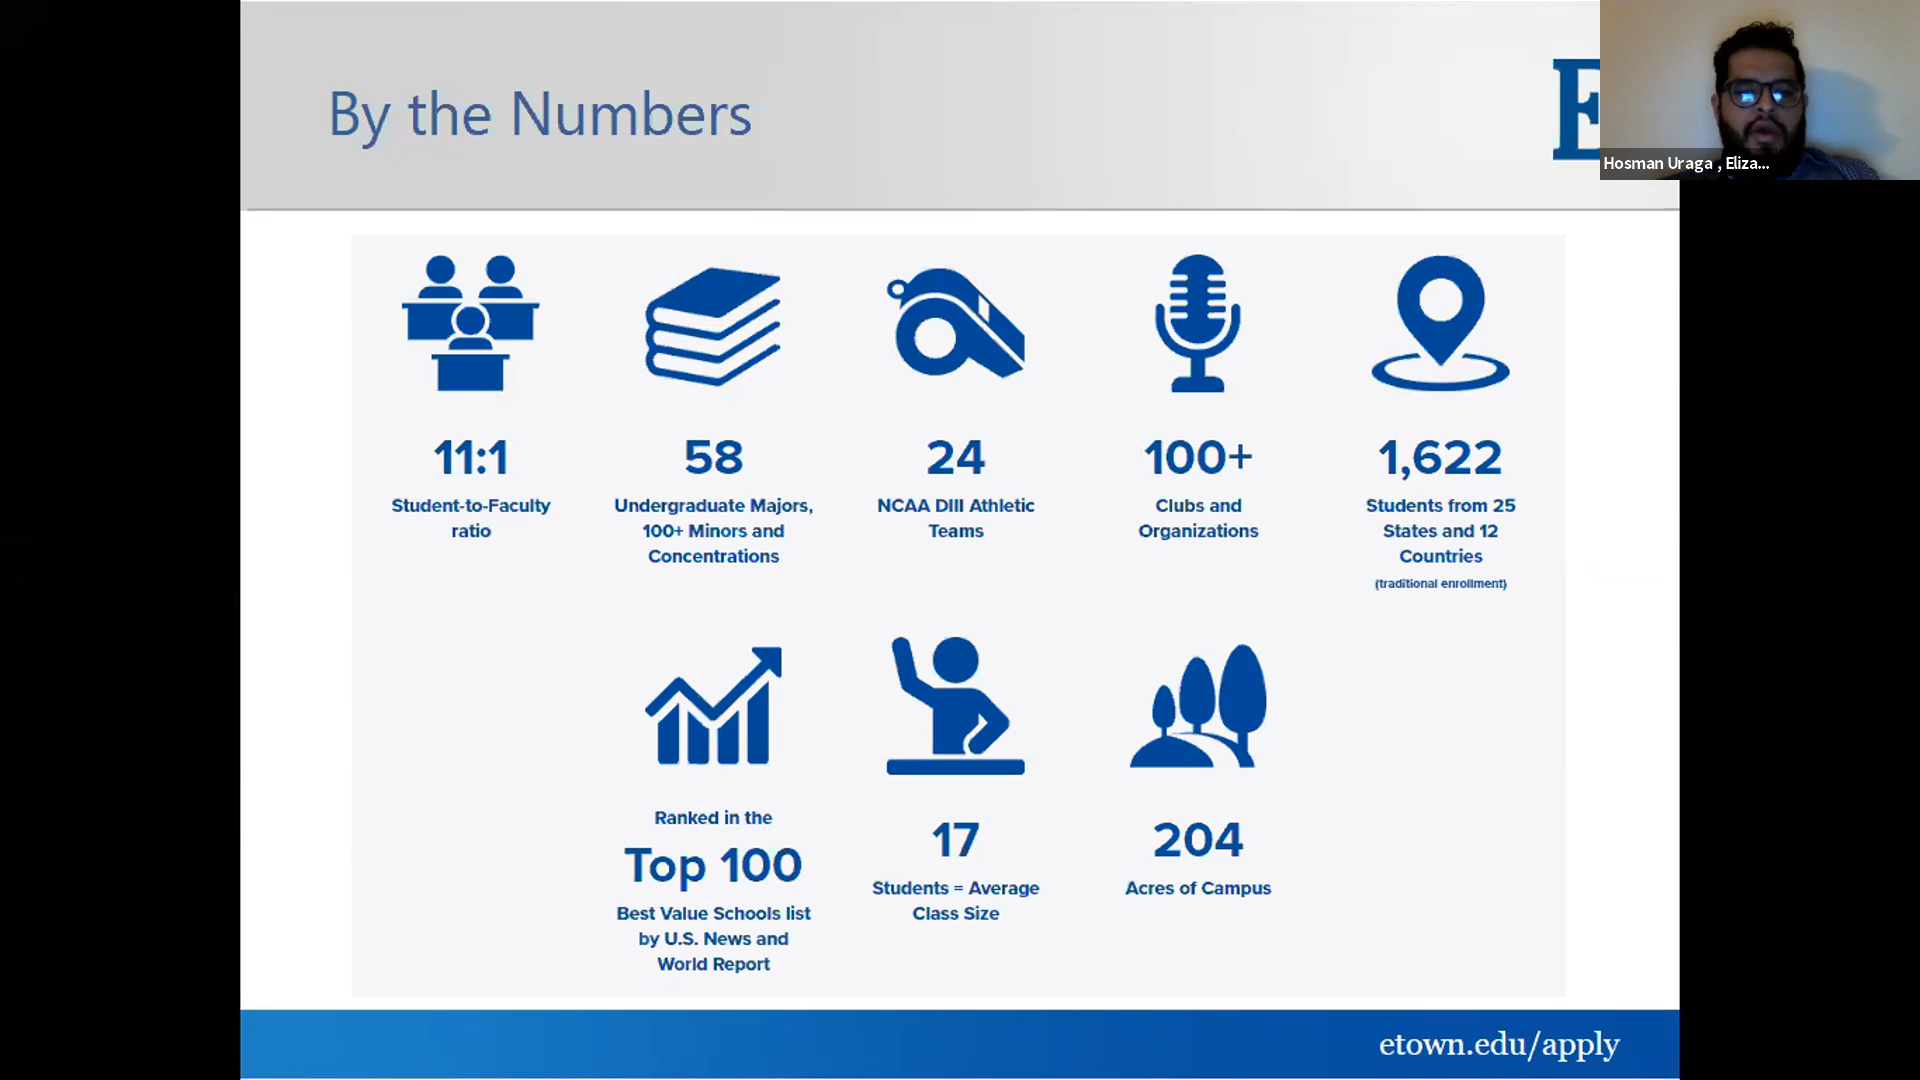 By the Numbers
E
Hosman Uraga , Eliza...
11:1
Student-to-Faculty
ratio
58
Undergraduate Majors,
100+ Minors and
Concentrations
24
NCAA DIII Athletic
Teams
100+
Clubs and
Organizations
1,622
Students from 25
States and 12
Countries
(traditional enrollment)
Ranked in the
Top 100
Best Value Schools list
by U.S. News and
World Report
17
Students = Average
Class Size
204
Acres of Campus
etown.edu/apply